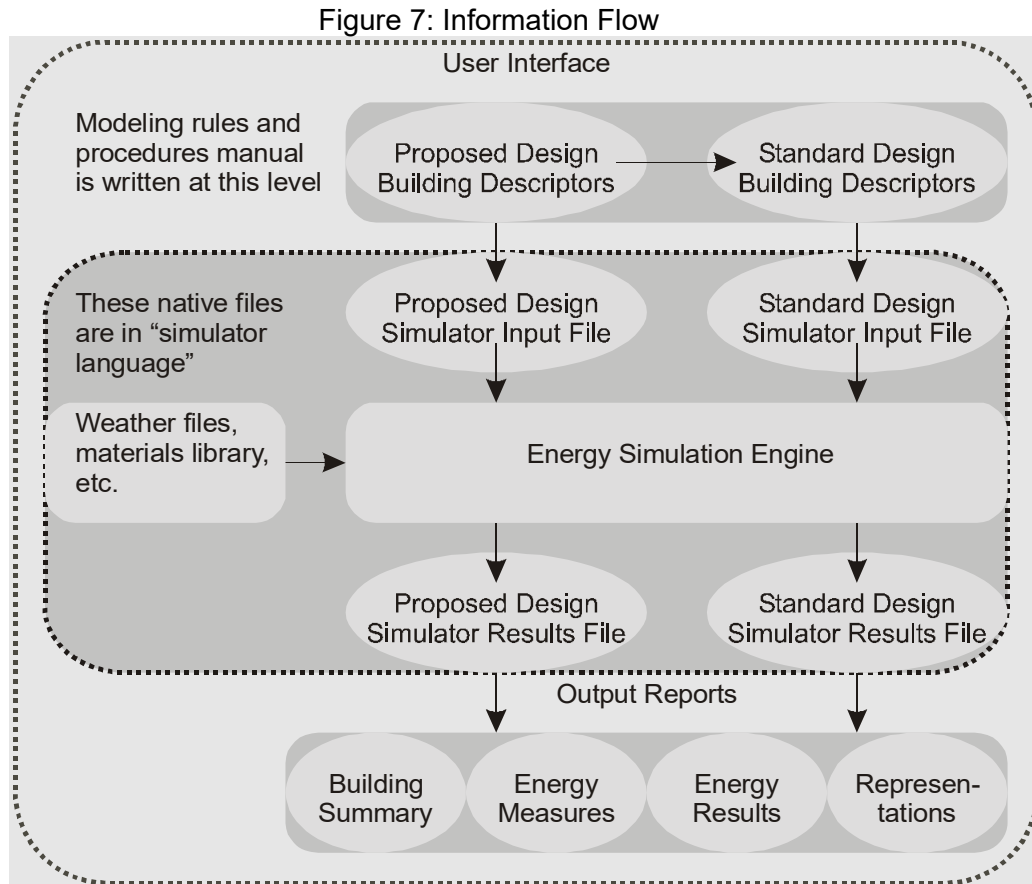 Figure 7: Information Flow
User Interface
Modeling rules and
procedures manual
is written at this level
Proposed Design
Building Descriptors
Standard Design
Building Descriptors
These native files
are in “simulator
language”
Proposed Design
Simulator Input File
Standard Design
Simulator Input File
Weather files,
materials library,
etc.
Energy Simulation Engine
Proposed Design
Simulator Results File
Standard Design
Simulator Results File
Output Reports
Building
Summary
Energy
Measures
Energy
Results
Represen-
tations